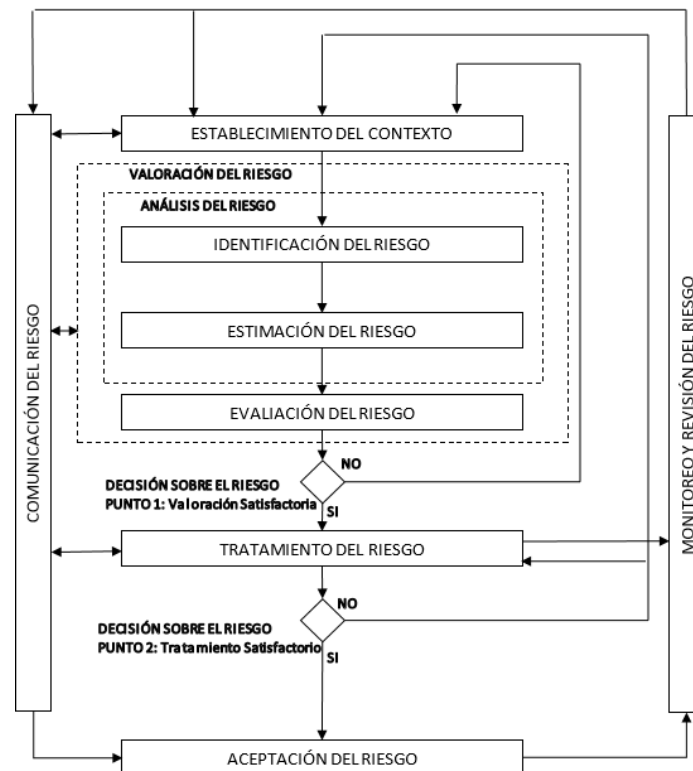 ESTABLECIMIENTO DEL CONTEXTO
VALORACIÓN DEL RIESGO
ANÁLISIS DEL RIESGO
IDENTIFICACIÓN DEL RIESGO
ESTIMACIÓN DEL RIESGO
EVALIACIÓN DEL RIESGO
NO
DECISIÓN SOBRE EL RIESGO
PUNTO 1: Valoración Satisfactoria
SI
TRATAMIENTO DEL RIESGO
NO
DECISIÓN SOBRE EL RIESGO
PUNTO 2: Tratamiento Satisfactorio
SI
ACEPTACIÓN DEL RIESGO
COMUNICACIÓN DEL RIESGO
MONITOREO Y REVISIÓN DEL RIESGO